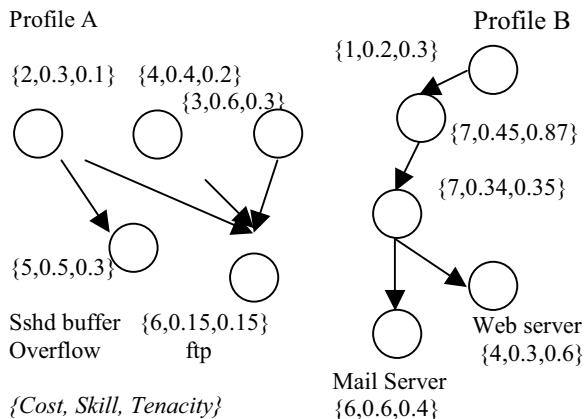 Profile A
Profile B
{2,0.3,0.1} {4,0.4,0.2}
{3,0.6,0.3}
{1,0.2,0.3}
{7,0.45,0.87}
{7,0.34,0.35}
{5,0.5,0.3}
Sshd buffer
Overflow
{6,0.15,0.15}
ftp
Web server
{4,0.3,0.6}
Mail Server
{6,0.6,0.4}
{Cost, Skill, Tenacity}